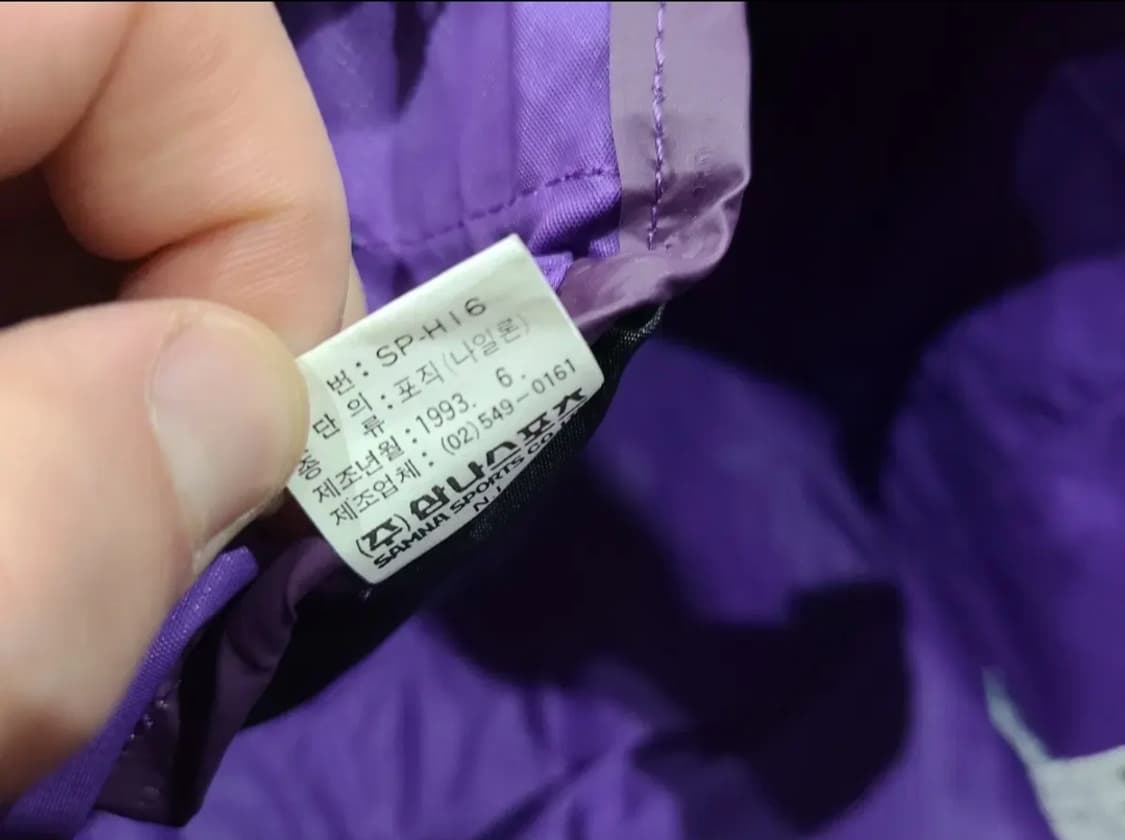 번 : SP-H16
단 의 : 포직(나일론)
종 류
제조년월 : 1993. 6.
제조업체 : (02)549-0161
(주)삼나스포츠
SAMNA SPORTS CO.